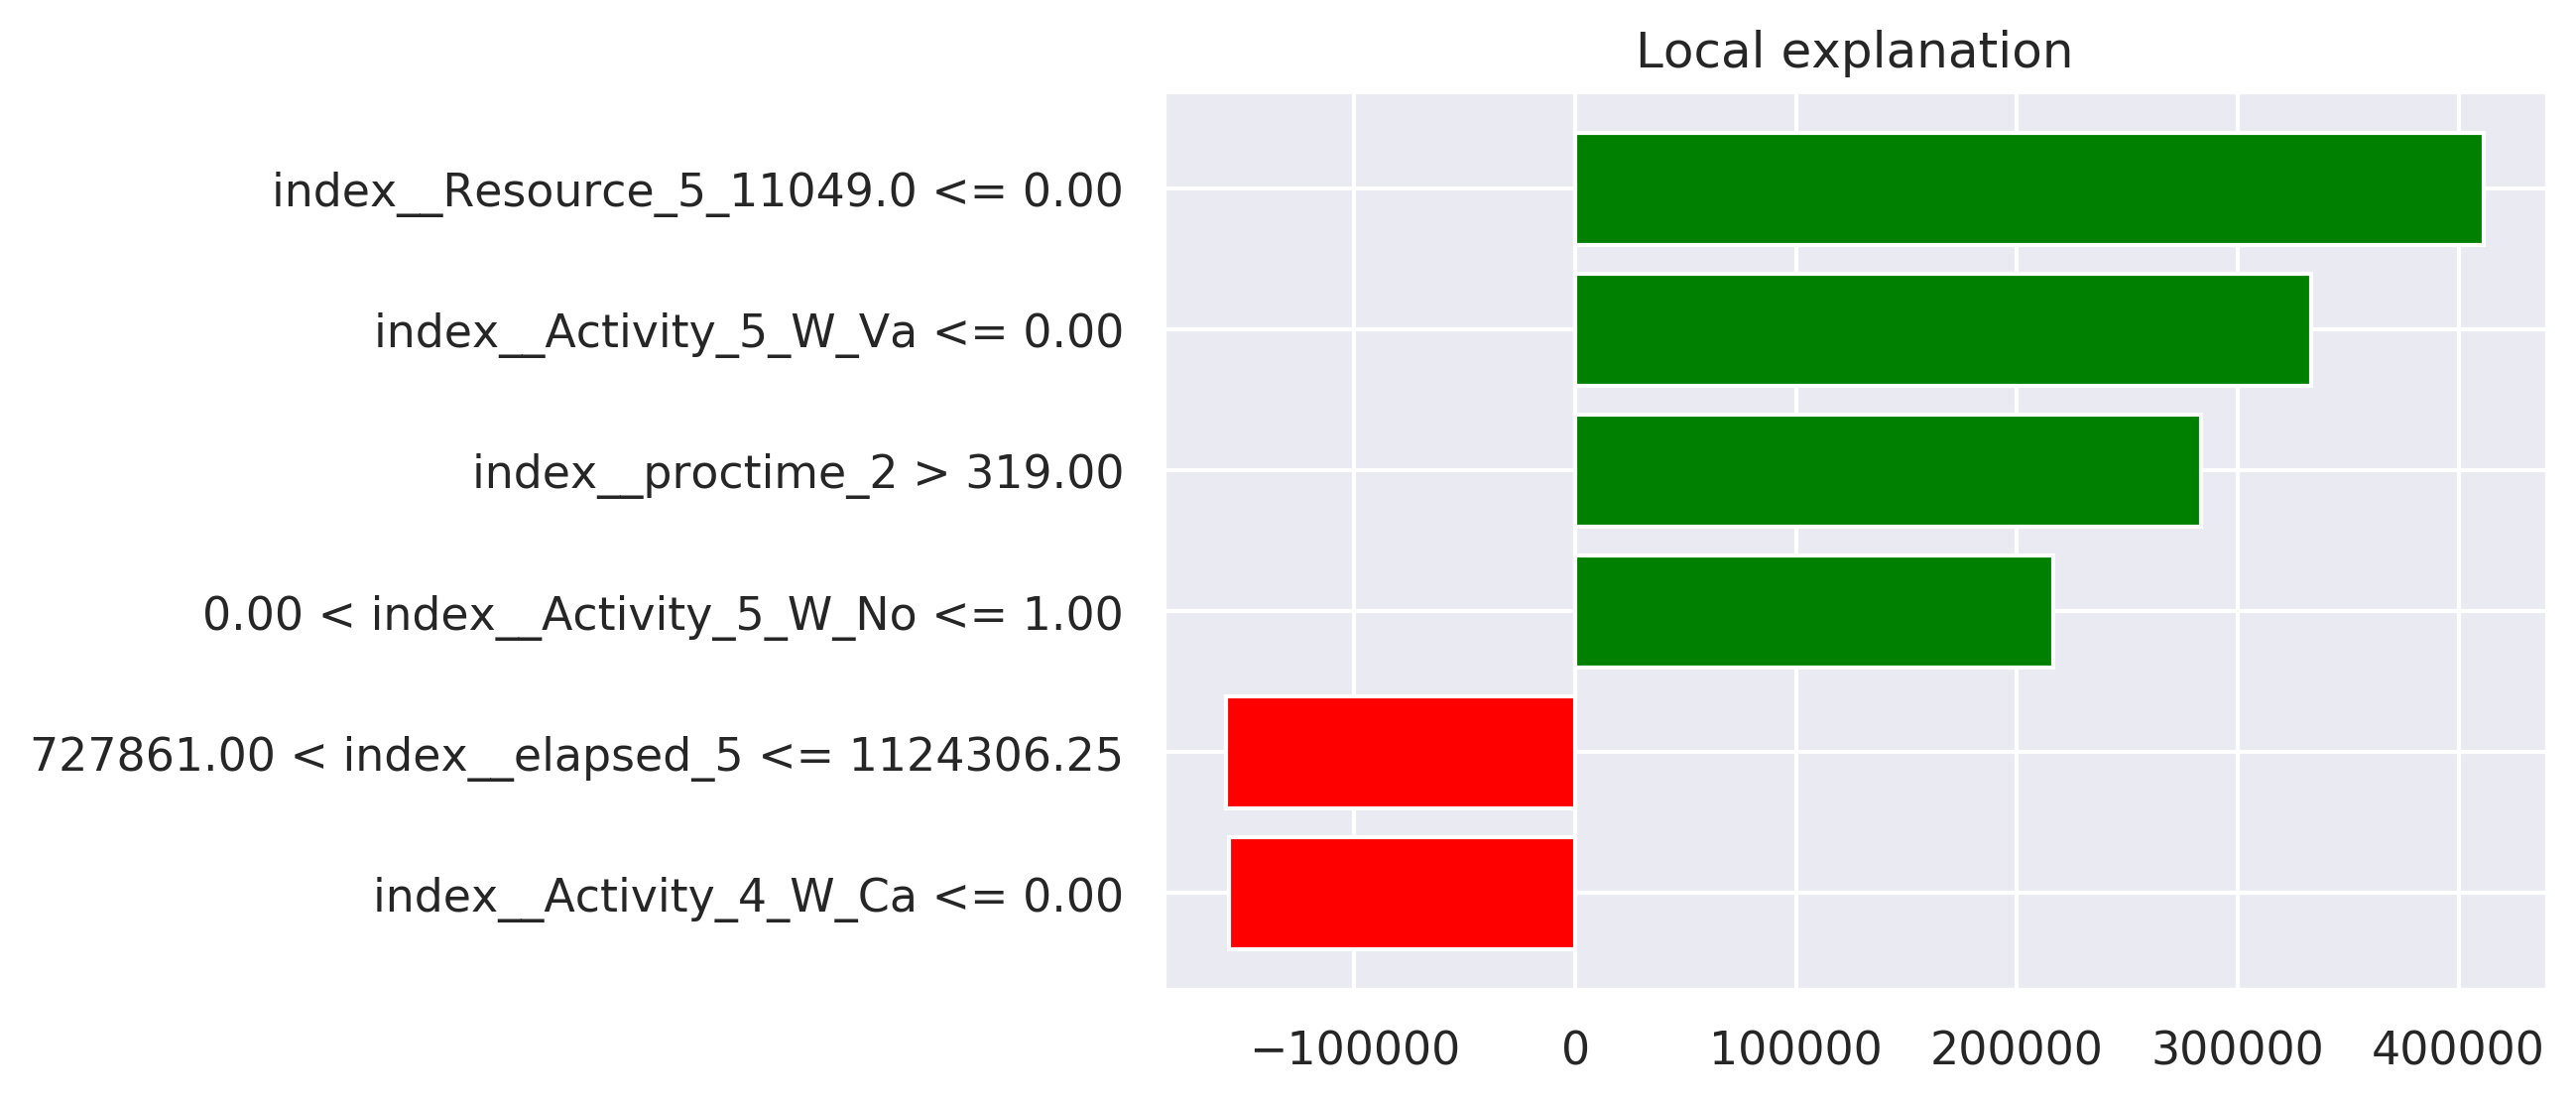 Local explanation
index__Resource_5_11049.0 <= 0.00
index__Activity_5_W_Va <= 0.00
index__proctime_2 > 319.00
0.00 < index__Activity_5_W_No <= 1.00
727861.00 < index__elapsed_5 <= 1124306.25
index__Activity_4_W_Ca <= 0.00
−100000 0 100000 200000 300000 400000